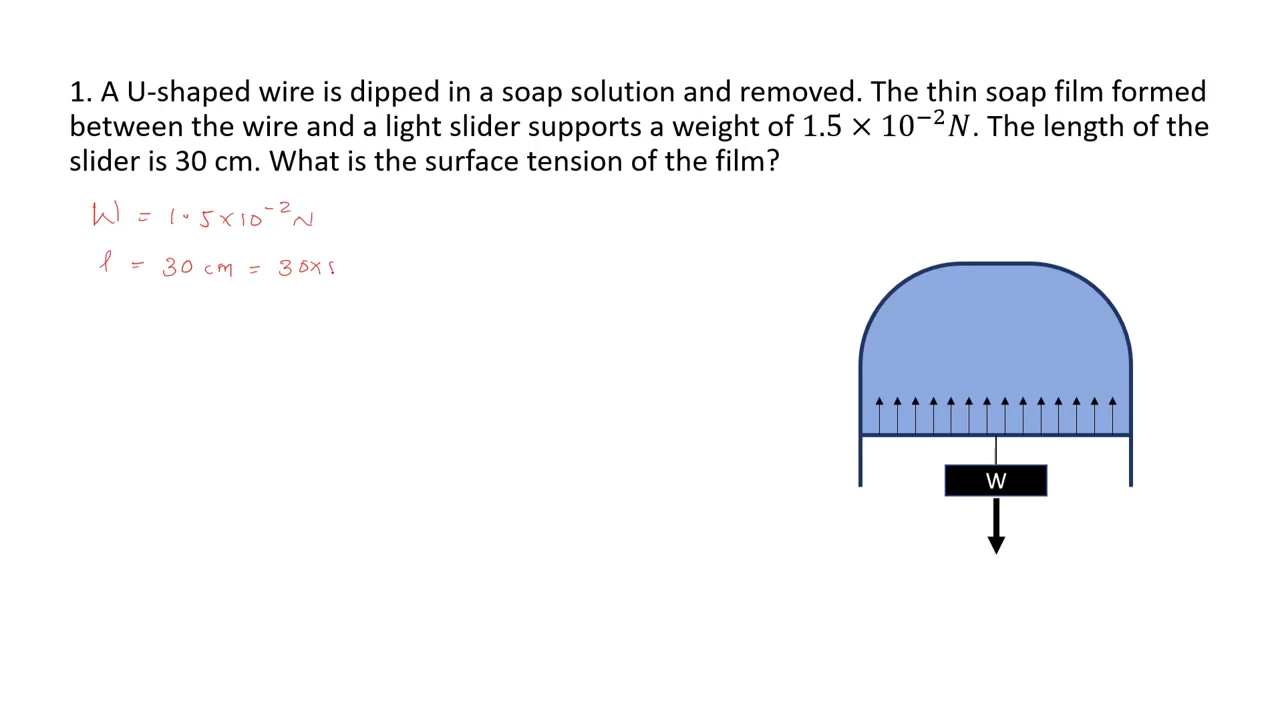 1. A U-shaped wire is dipped in a soap solution and removed. The thin soap film formed
between the wire and a light slider supports a weight of 1.5 × 10⁻² N. The length of the
slider is 30 cm. What is the surface tension of the film?
W = 1.5 × 10⁻² N
l = 30 cm = 30 ×
W